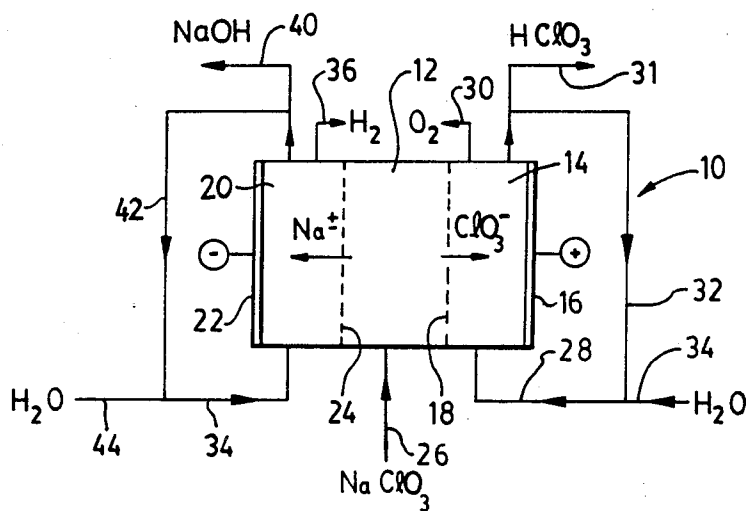 NaOH 40 HClO₃
36 12 30 31
H₂ O₂
20 14 10
42
Na⁺ ClO₃⁻
- +
22 16 32
24 18 28 34
H₂O H₂O
44 34 26
NaClO₃